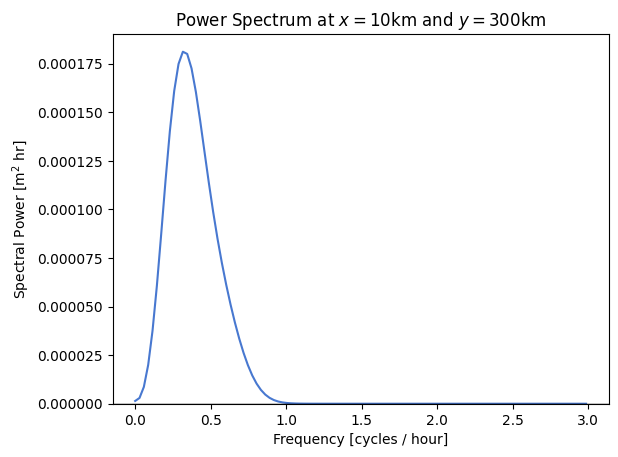 Power Spectrum at x = 10km and y = 300km
Spectral Power [m² hr]
0.000175
0.000150
0.000125
0.000100
0.000075
0.000050
0.000025
0.000000
0.0 0.5 1.0 1.5 2.0 2.5 3.0
Frequency [cycles / hour]